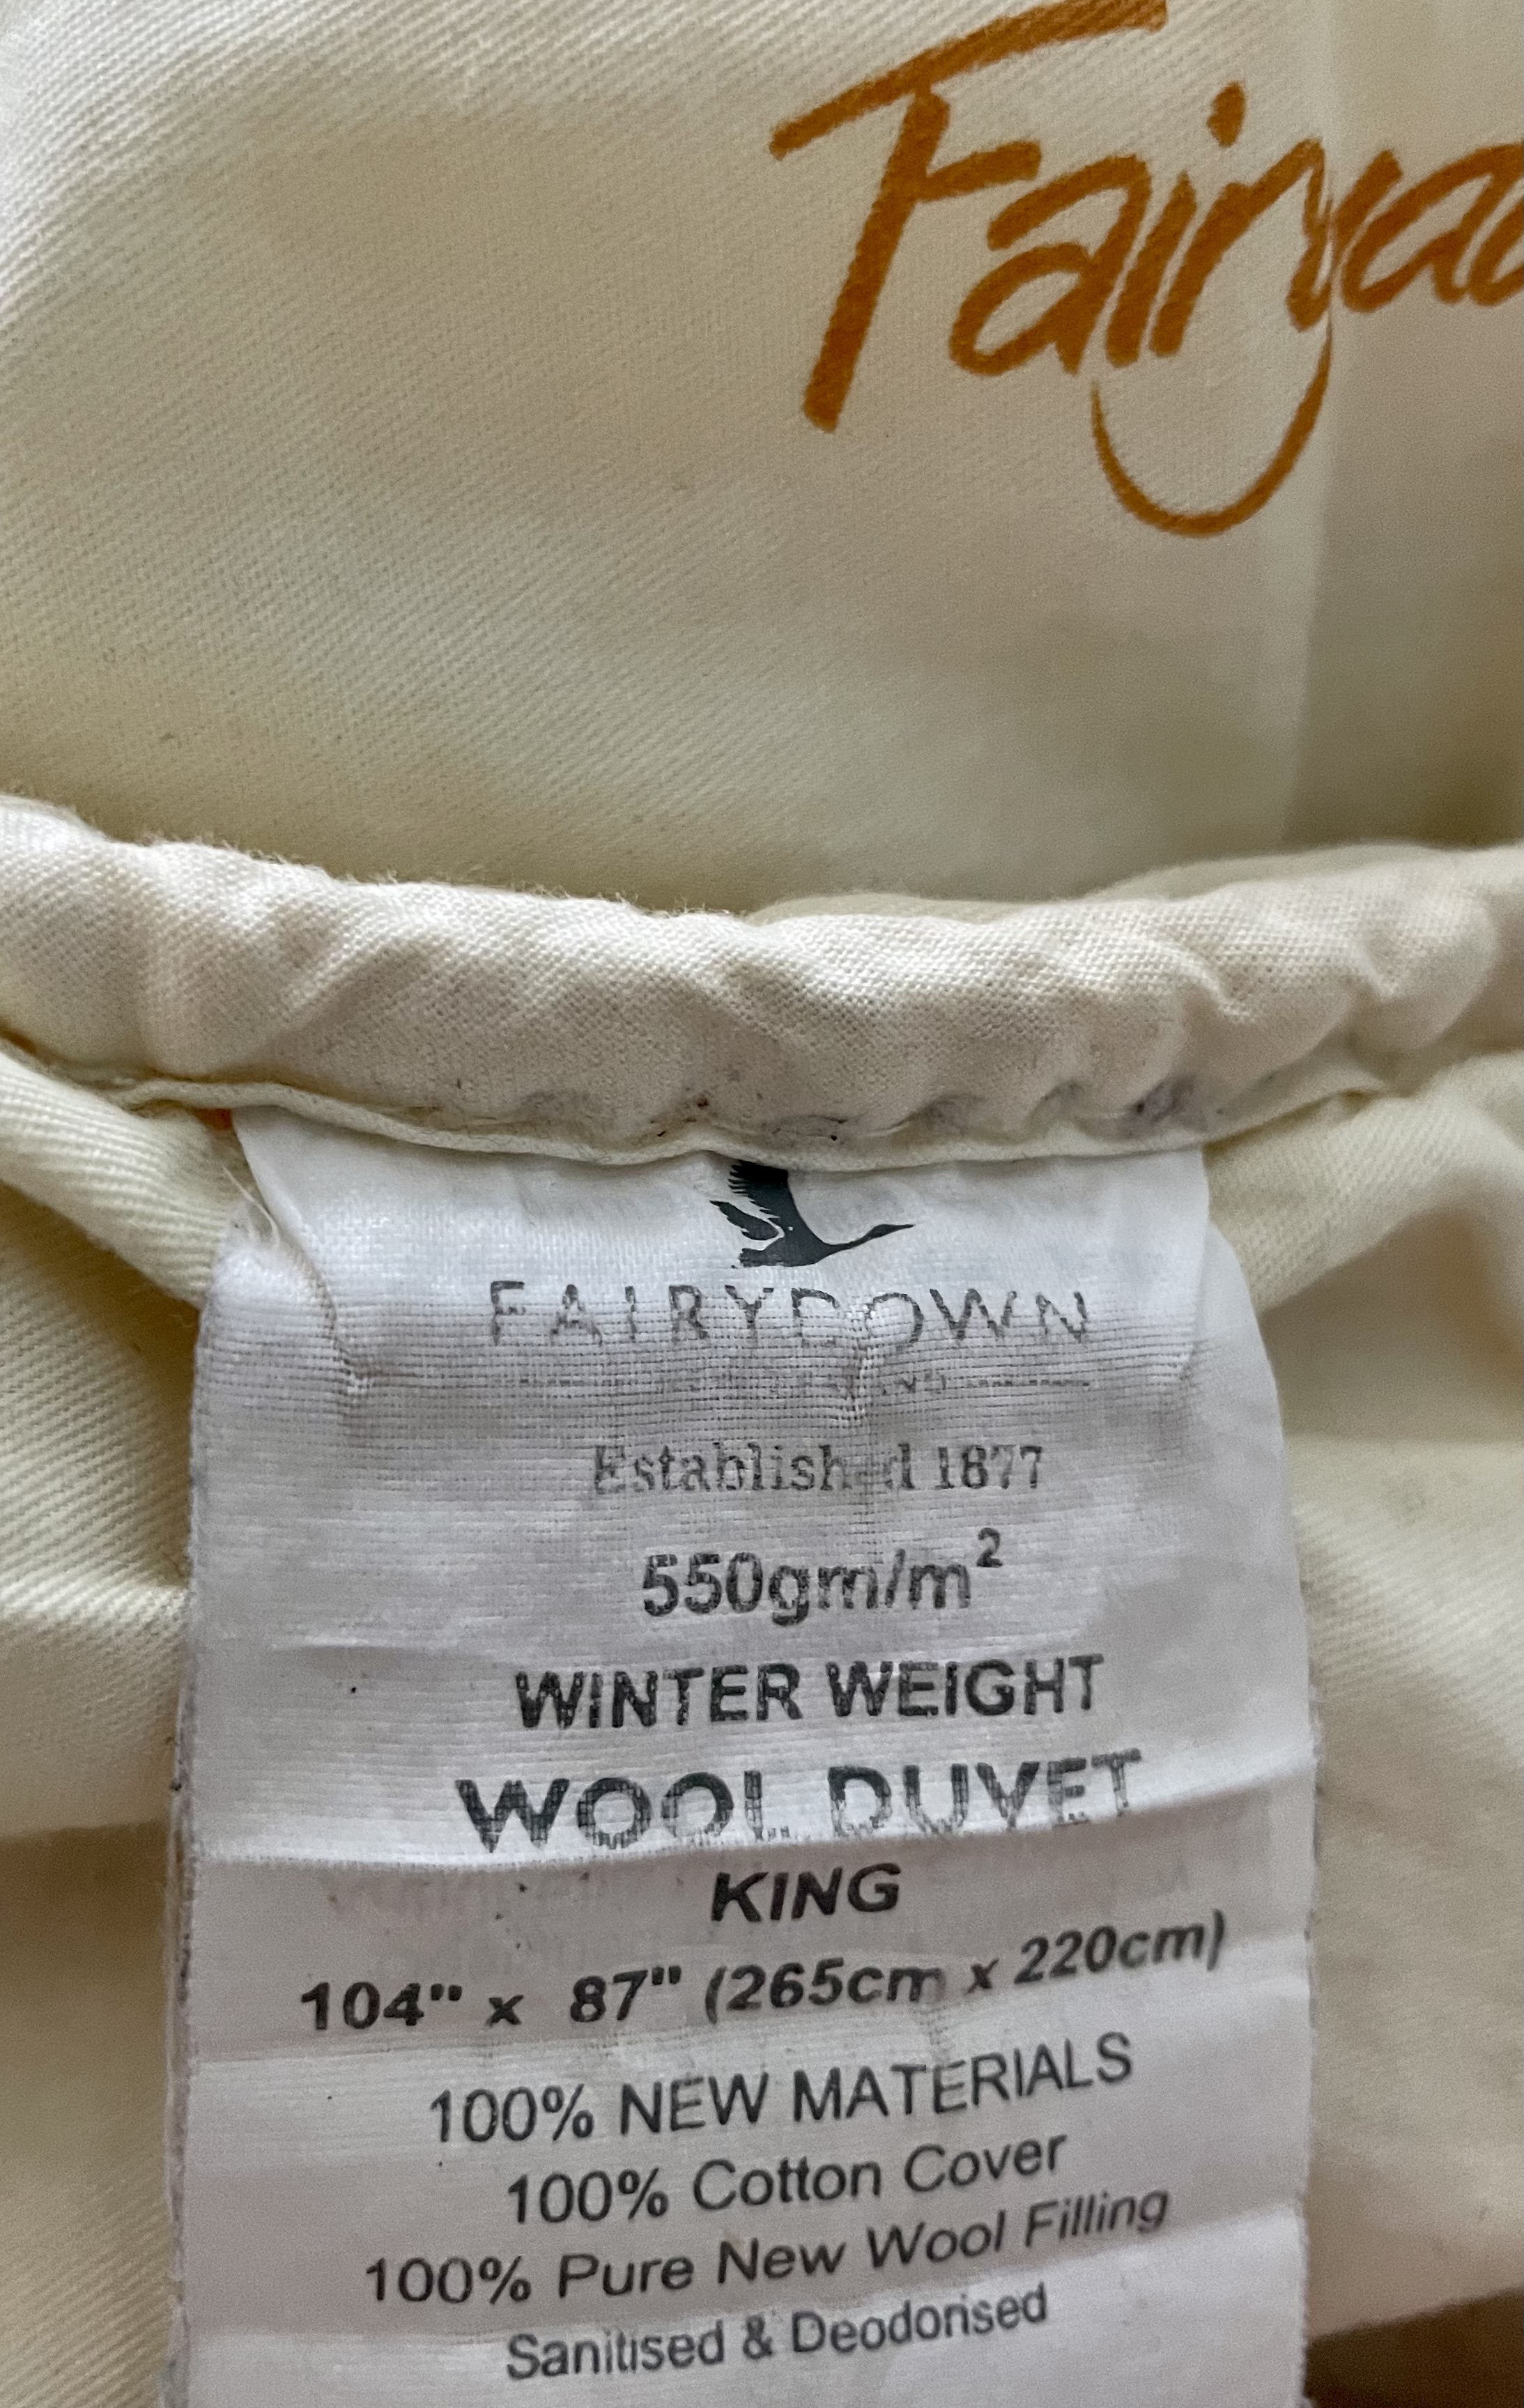 Fairyd
FAIRYDOWN
Established 1877
550gm/m²
WINTER WEIGHT
WOOL DUVET
KING
104" x 87" (265cm x 220cm)
100% NEW MATERIALS
100% Cotton Cover
100% Pure New Wool Filling
Sanitised & Deodorised